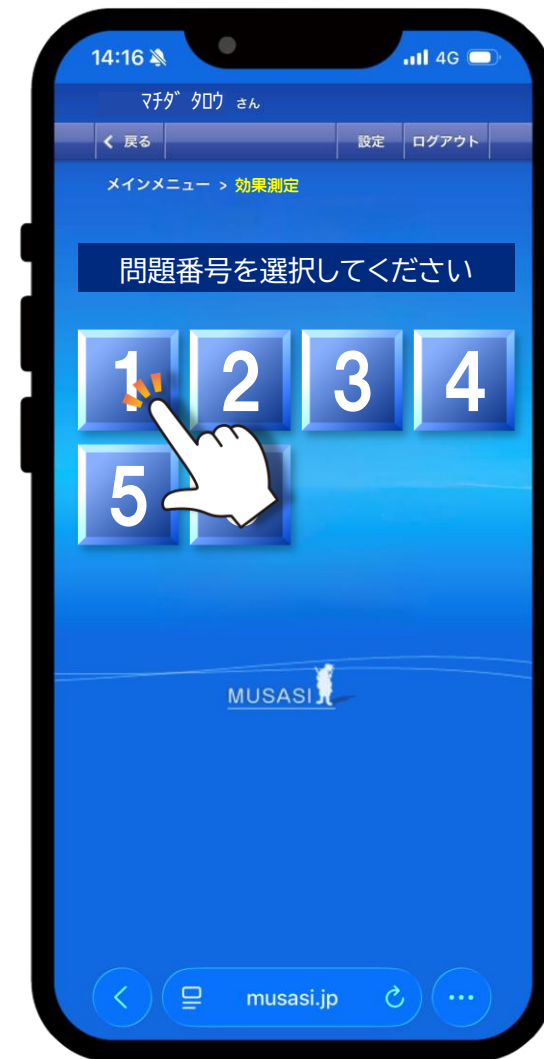 14:16 4G
マチダ タロウ さん
戻る 設定 ログアウト
メインメニュー > 効果測定
問題番号を選択してください
1 2 3 4
5
MUSASI
musasi.jp